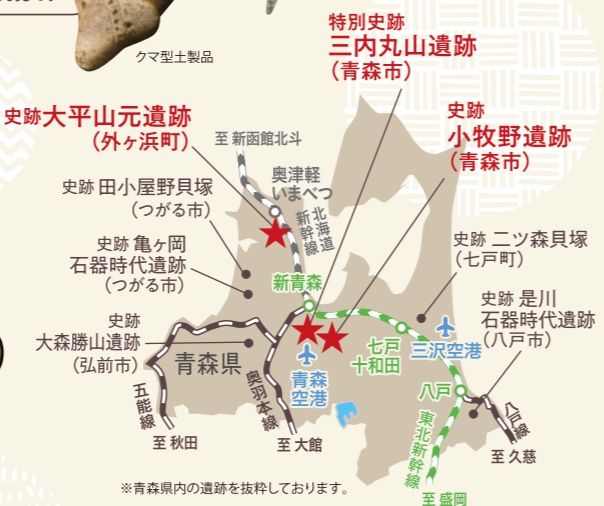 クマ型土製品
特別史跡
三内丸山遺跡
(青森市)
史跡大平山元遺跡
(外ヶ浜町)
史跡
小牧野遺跡
(青森市)
至 新函館北斗
奥津軽
いまべつ
北海道
新幹線
史跡 田小屋野貝塚
(つがる市)
史跡 亀ヶ岡
石器時代遺跡
(つがる市)
史跡 二ツ森貝塚
(七戸町)
新青森
史跡 是川
石器時代遺跡
(八戸市)
史跡
大森勝山遺跡
(弘前市)
青森県
七戸
十和田
三沢空港
青森
空港
八戸
五能線
奥羽本線
東北新幹線
八戸線
至 秋田
至 大館
至 久慈
至 盛岡
※青森県内の遺跡を抜粋しております。